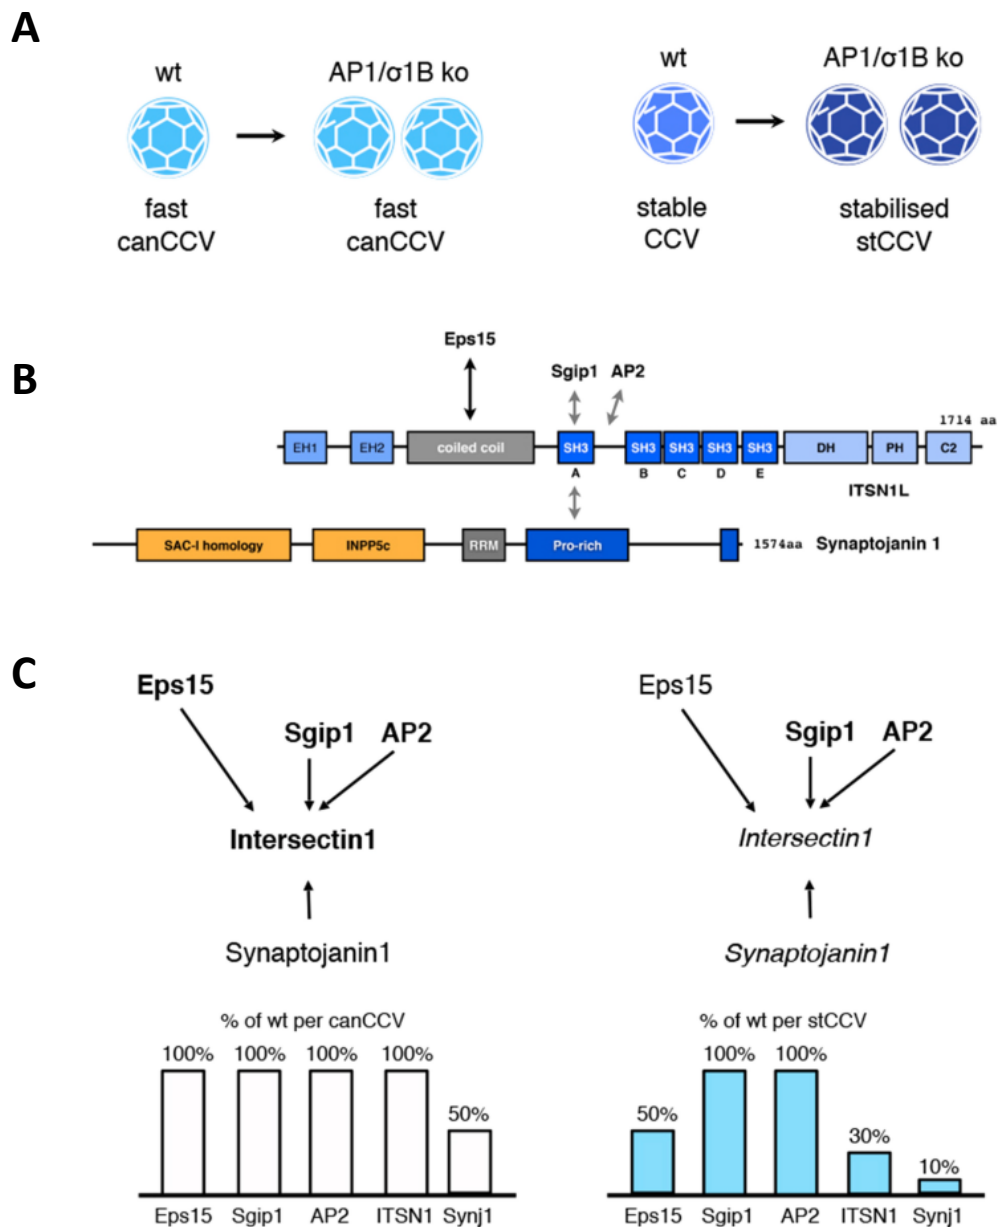 A
wt
AP1/σ1B ko
wt
AP1/σ1B ko
fast
canCCV
fast
canCCV
stable
CCV
stabilised
stCCV
B
Eps15
Sgip1 AP2
1714 aa
EH1 EH2 coiled coil SH3 SH3 SH3 SH3 SH3 DH PH C2
A B C D E
ITSN1L
SAC-I homology INPP5c RRM Pro-rich 1574aa Synaptojanin 1
C
Eps15
Sgip1 AP2
Intersectin1
Synaptojanin1
% of wt per canCCV
100% 100% 100% 100%
50%
Eps15 Sgip1 AP2 ITSN1 Synj1
Eps15
Sgip1 AP2
Intersectin1
Synaptojanin1
% of wt per stCCV
100% 100%
50%
30%
10%
Eps15 Sgip1 AP2 ITSN1 Synj1